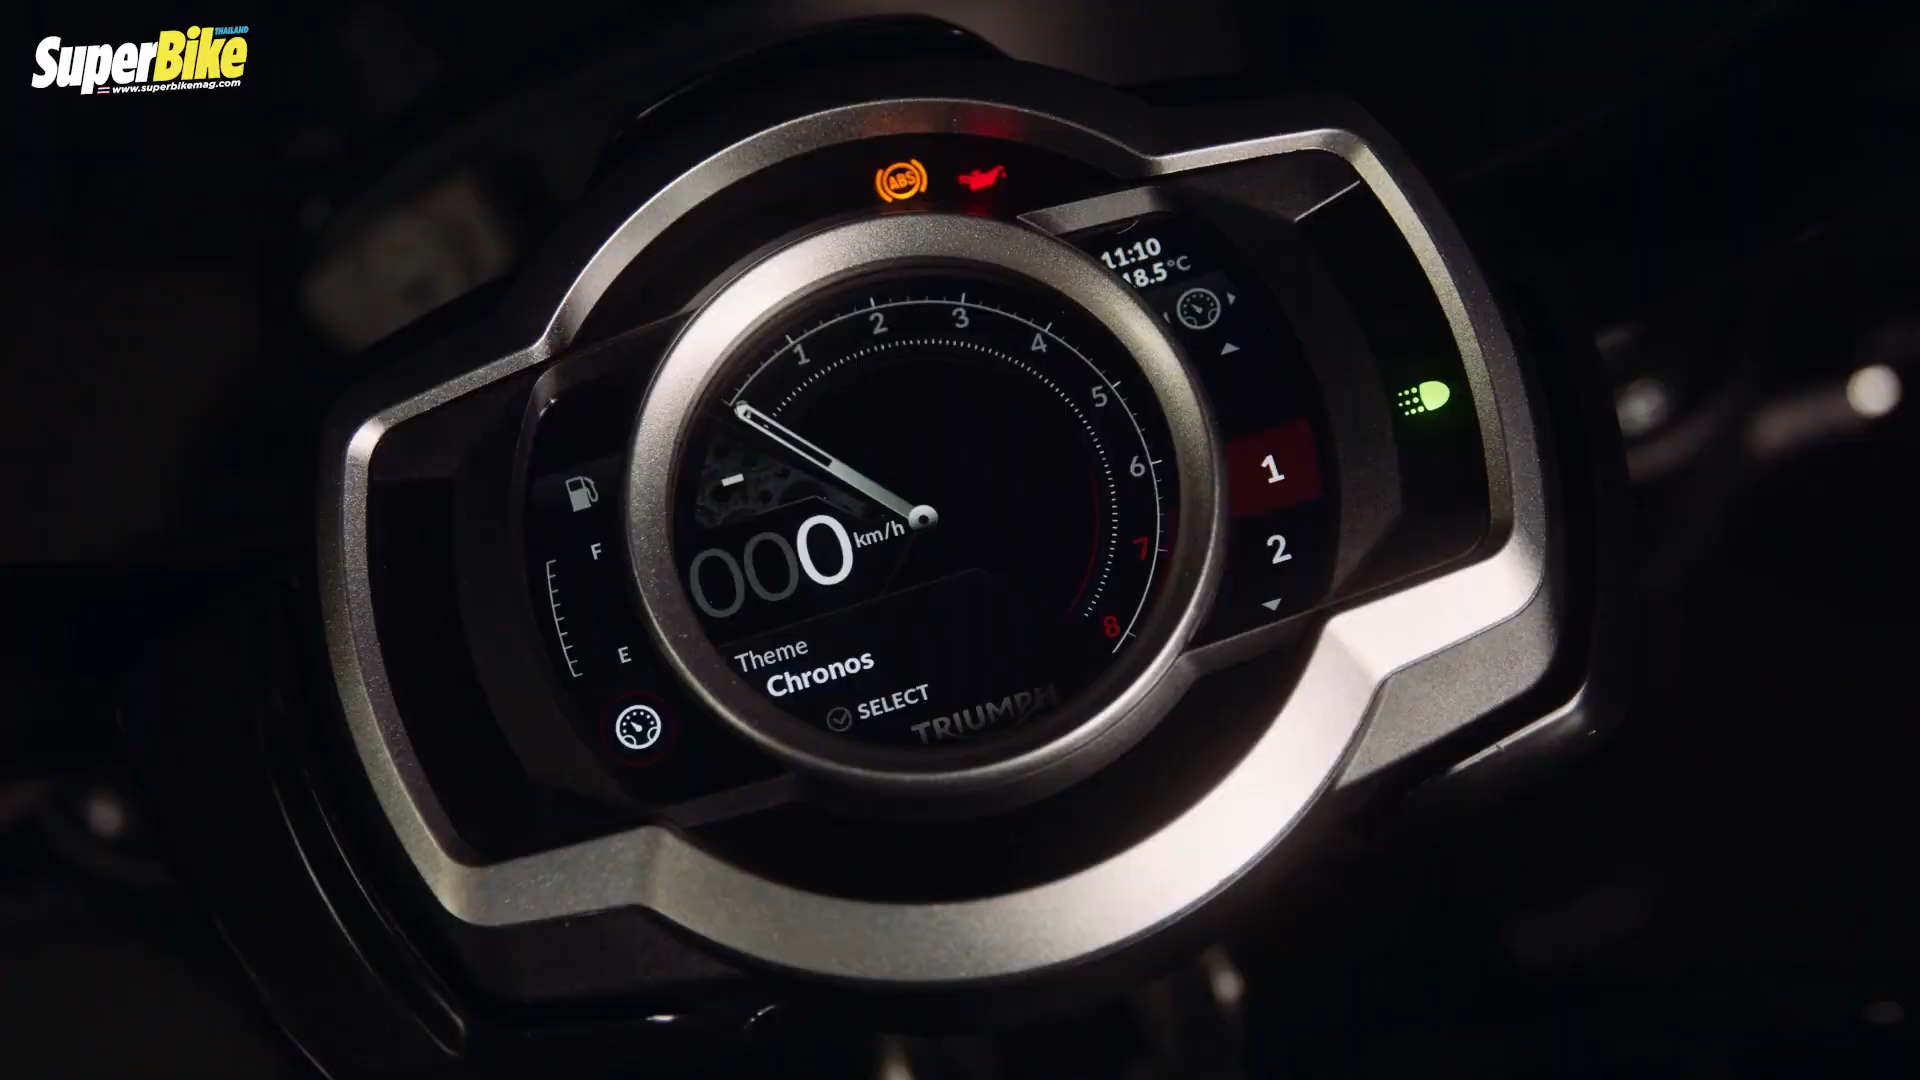 SuperBike
THAILAND
www.superbikemag.com
ABS
11:10
18.5°C
1
2
3
4
5
6
7
8
F
E
-
000 km/h
1
2
Theme
Chronos
SELECT
TRIUMPH